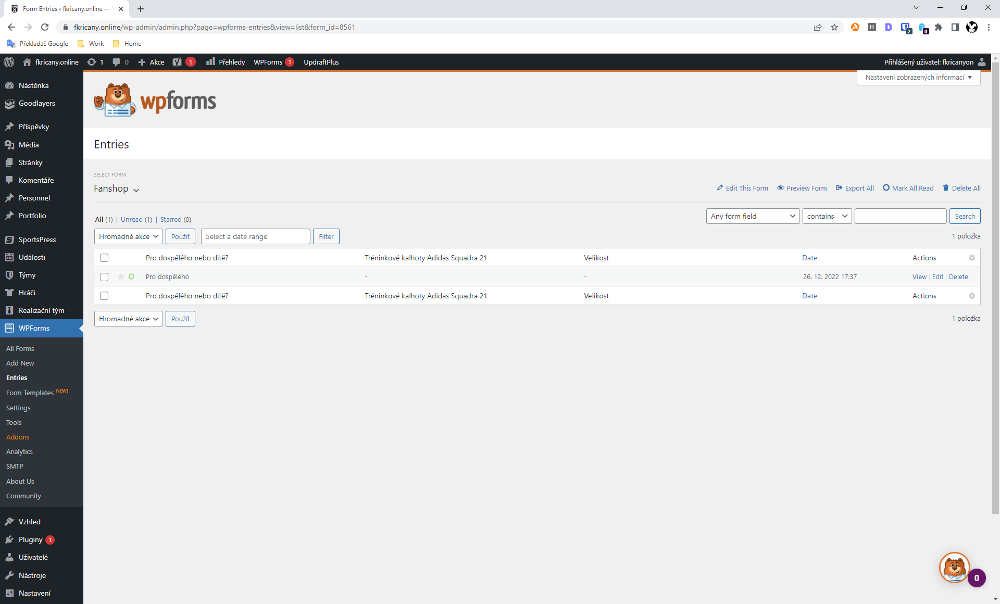 Form Entries ‹ fkricany.online —
fkricany.online/wp-admin/admin.php?page=wpforms-entries&view=list&form_id=8561
H
D
2
0
Překladač Google
Work
Home
fkricany.online
1
0
Akce
1
Přehledy
WPForms 1
UpdraftPlus
Přihlášený uživatel: fkricanyon
Nastavení zobrazených informací
Nástěnka
Goodlayers
Příspěvky
Média
Stránky
Komentáře
Personnel
Portfolio
SportsPress
Události
Týmy
Hráči
Realizační tým
WPForms
All Forms
Add New
Entries
Form Templates NEW!
Settings
Tools
Addons
Analytics
SMTP
About Us
Community
Vzhled
Pluginy 1
Uživatelé
Nástroje
Nastavení
wpforms
Entries
SELECT FORM
Fanshop
Edit This Form
Preview Form
Export All
Mark All Read
Delete All
All (1) | Unread (1) | Starred (0)
Any form field
contains
Search
Hromadné akce
Použít
Select a date range
Filter
1 položka
Pro dospělého nebo dítě? Tréninkové kalhoty Adidas Squadra 21 Velikost Date Actions
Pro dospělého - - 26. 12. 2022 17:37 View | Edit | Delete
Pro dospělého nebo dítě? Tréninkové kalhoty Adidas Squadra 21 Velikost Date Actions
Hromadné akce
Použít
1 položka
0